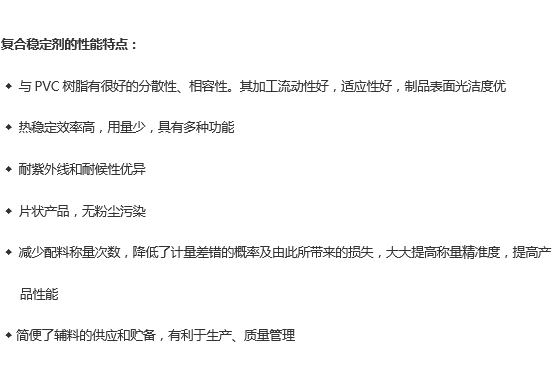 复合稳定剂的性能特点：
◆ 与 PVC 树脂有很好的分散性、相容性。其加工流动性好，适应性好，制品表面光洁度优
◆ 热稳定效率高，用量少，具有多种功能
◆ 耐紫外线和耐候性优异
◆ 片状产品，无粉尘污染
◆ 减少配料称量次数，降低了计量差错的概率及由此所带来的损失，大大提高称量精准度，提高产
品性能
◆ 简便了辅料的供应和贮备，有利于生产、质量管理